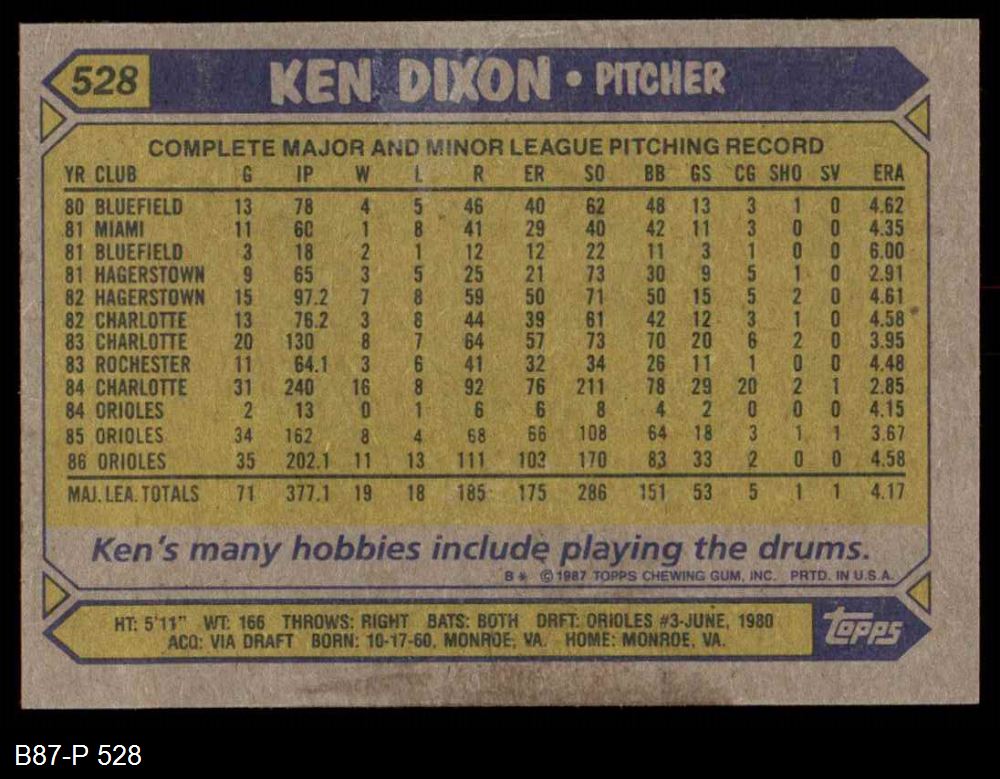 528 KEN DIXON • PITCHER
COMPLETE MAJOR AND MINOR LEAGUE PITCHING RECORD
YR CLUB G IP W L R ER SO BB GS CG SHO SV ERA
80 BLUEFIELD 13 78 4 5 46 40 62 48 13 3 1 0 4.62
81 MIAMI 11 60 1 8 41 29 40 42 11 3 0 0 4.35
81 BLUEFIELD 3 18 2 1 12 12 22 11 3 1 0 0 6.00
81 HAGERSTOWN 9 65 3 5 25 21 73 30 9 5 1 0 2.91
82 HAGERSTOWN 15 97.2 7 8 59 50 71 50 15 5 2 0 4.61
82 CHARLOTTE 13 76.2 3 8 44 39 61 42 12 3 1 0 4.58
83 CHARLOTTE 20 130 8 7 64 57 73 70 20 6 2 0 3.95
83 ROCHESTER 11 64.1 3 6 41 32 34 26 11 1 0 0 4.48
84 CHARLOTTE 31 240 16 8 92 76 211 78 29 20 2 1 2.85
84 ORIOLES 2 13 0 1 6 6 8 4 2 0 0 0 4.15
85 ORIOLES 34 162 8 4 68 66 108 64 18 3 1 1 3.67
86 ORIOLES 35 202.1 11 13 111 103 170 83 33 2 0 0 4.58
MAJ. LEA. TOTALS 71 377.1 19 18 185 175 286 151 53 5 1 1 4.17
Ken's many hobbies include playing the drums.
B* © 1987 TOPPS CHEWING GUM, INC. PRTD. IN U.S.A.
HT: 5'11" WT: 166 THROWS: RIGHT BATS: BOTH DRFT: ORIOLES #3-JUNE, 1980
ACQ: VIA DRAFT BORN: 10-17-60, MONROE, VA. HOME: MONROE, VA.
topps
B87-P 528